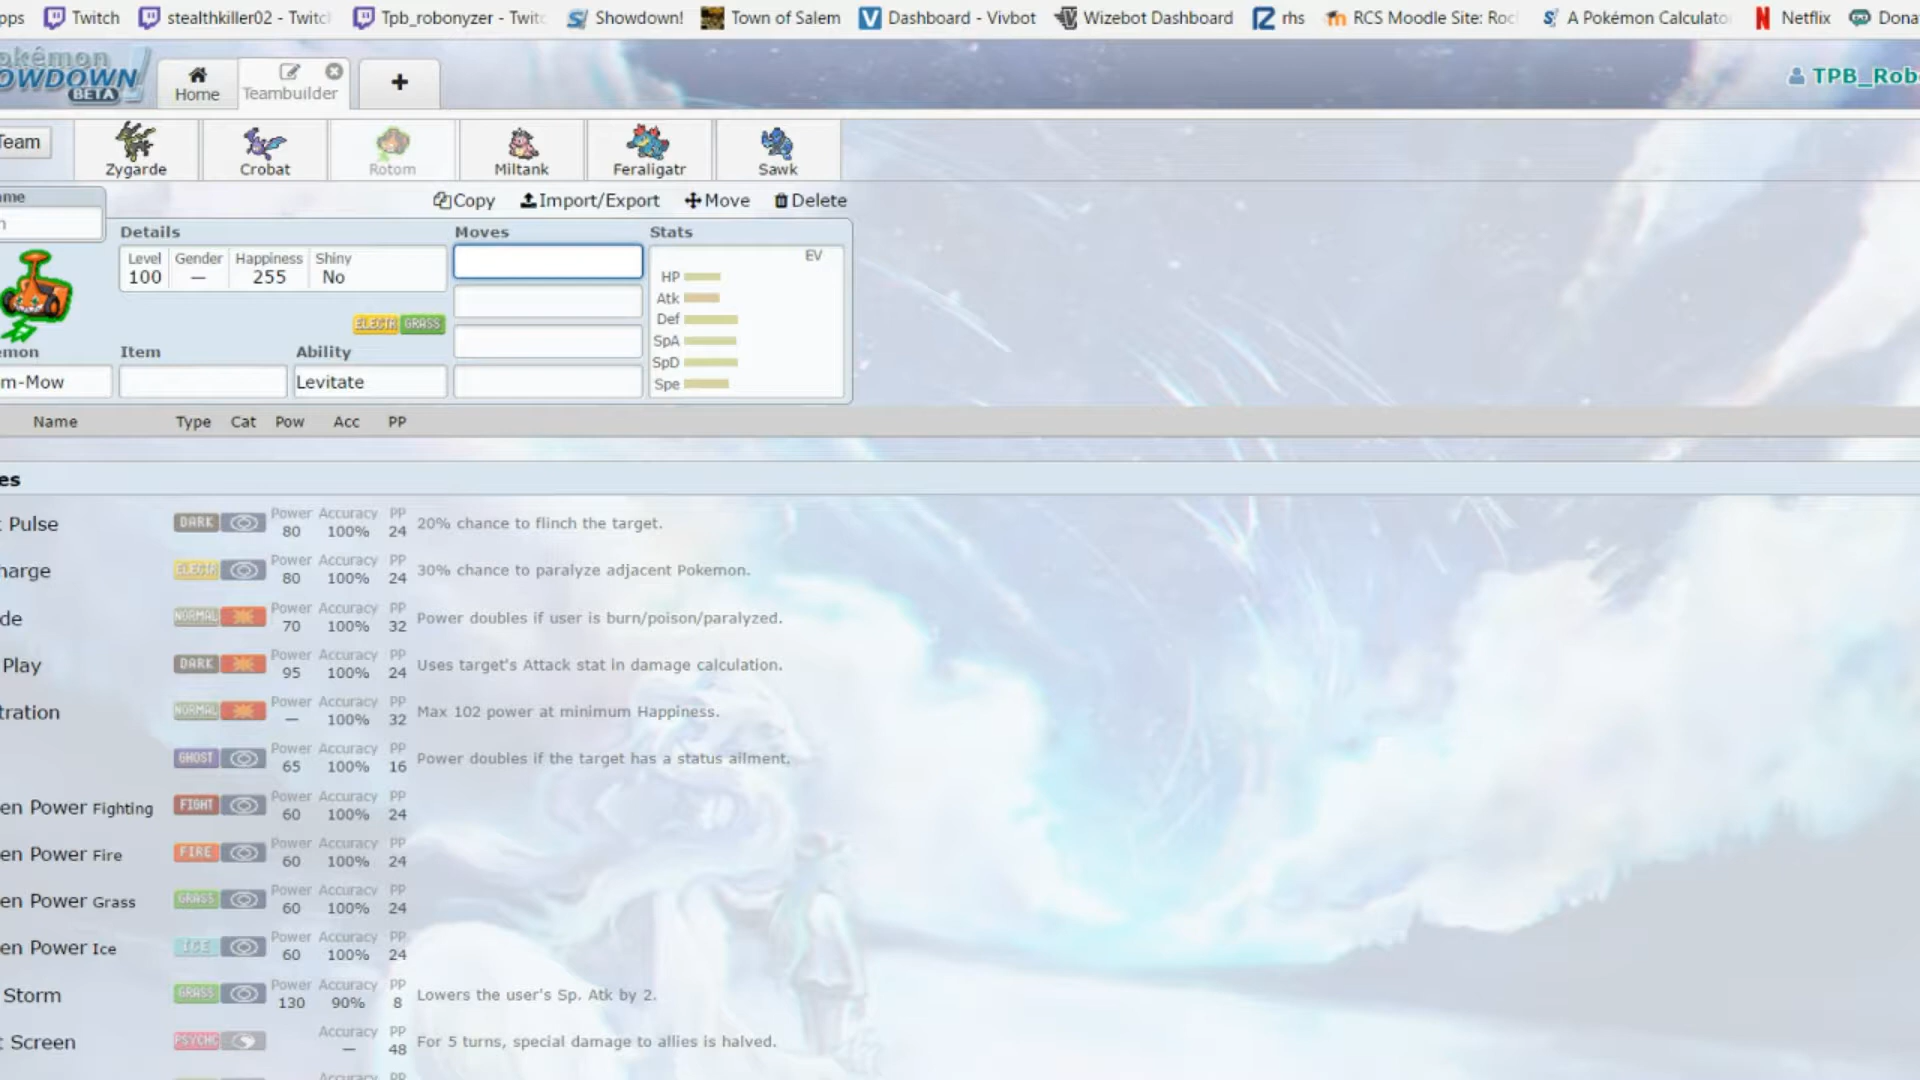 pps Twitch stealthkiller02 - Twitc Tpb_robonyzer - Twitc Showdown! Town of Salem Dashboard - Vivbot Wizebot Dashboard rhs RCS Moodle Site: Roc A Pokémon Calculato Netflix Dona
okémon
OWDOWN!
BETA
Home
Teambuilder
+
TPB_Rob
Team
Zygarde Crobat Rotom Miltank Feraligatr Sawk
Copy Import/Export Move Delete
ame
n
Details Moves Stats
Level Gender Happiness Shiny
100 — 255 No
EV
HP
Atk
Def
SpA
SpD
Spe
ELECTR GRASS
emon Item Ability
m-Mow Levitate
Name Type Cat Pow Acc PP
es
k Pulse DARK Power 80 Accuracy 100% PP 24 20% chance to flinch the target.
harge ELECTR Power 80 Accuracy 100% PP 24 30% chance to paralyze adjacent Pokemon.
de NORMAL Power 70 Accuracy 100% PP 32 Power doubles if user is burn/poison/paralyzed.
Play DARK Power 95 Accuracy 100% PP 24 Uses target's Attack stat in damage calculation.
tration NORMAL Power — Accuracy 100% PP 32 Max 102 power at minimum Happiness.
GHOST Power 65 Accuracy 100% PP 16 Power doubles if the target has a status ailment.
en Power Fighting FIGHT Power 60 Accuracy 100% PP 24
en Power Fire FIRE Power 60 Accuracy 100% PP 24
en Power Grass GRASS Power 60 Accuracy 100% PP 24
en Power Ice ICE Power 60 Accuracy 100% PP 24
Storm GRASS Power 130 Accuracy 90% PP 8 Lowers the user's Sp. Atk by 2.
t Screen PSYCHC Accuracy — PP 48 For 5 turns, special damage to allies is halved.
Accuracy PP